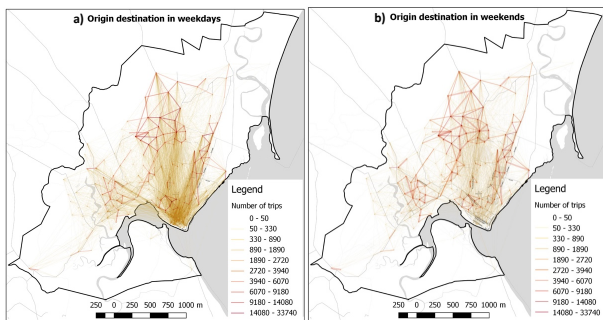 a) Origin destination in weekdays
Legend
Number of trips
0 - 50
50 - 330
330 - 890
890 - 1890
1890 - 2720
2720 - 3940
3940 - 6070
6070 - 9180
9180 - 14080
14080 - 33740
250 0 250 500 750 1000 m
b) Origin destination in weekends
Legend
Number of trips
0 - 50
50 - 330
330 - 890
890 - 1890
1890 - 2720
2720 - 3940
3940 - 6070
6070 - 9180
9180 - 14080
14080 - 33740
250 0 250 500 750 1000 m